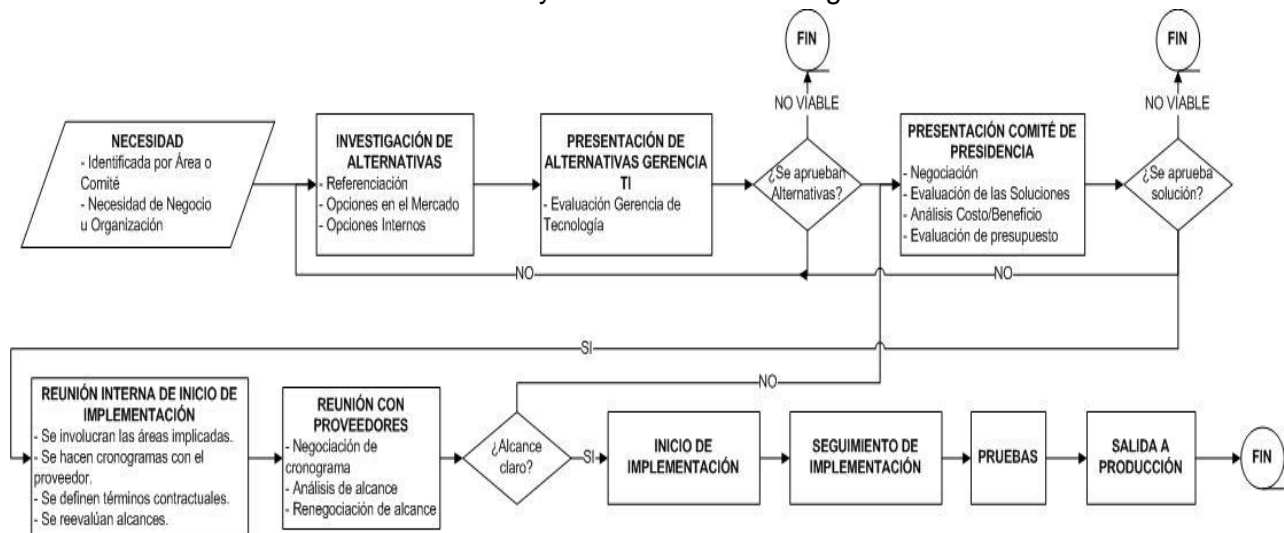 FIN
FIN
NO VIABLE
NO VIABLE
NECESIDAD
- Identificada por Área o
Comité
- Necesidad de Negocio
u Organización
INVESTIGACIÓN DE
ALTERNATIVAS
- Referenciación
- Opciones en el Mercado
- Opciones Internos
PRESENTACIÓN DE
ALTERNATIVAS GERENCIA
TI
- Evaluación Gerencia de
Tecnología
¿Se aprueban
Alternativas?
PRESENTACIÓN COMITÉ DE
PRESIDENCIA
- Negociación
- Evaluación de las Soluciones
- Análisis Costo/Beneficio
- Evaluación de presupuesto
¿Se aprueba
solución?
NO
NO
SI
REUNIÓN INTERNA DE INICIO DE
IMPLEMENTACIÓN
- Se involucran las áreas implicadas.
- Se hacen cronogramas con el
proveedor.
- Se definen términos contractuales.
- Se reevalúan alcances.
REUNIÓN CON
PROVEEDORES
- Negociación de
cronograma
- Análisis de alcance
- Renegociación de alcance
¿Alcance
claro?
NO
SI
INICIO DE
IMPLEMENTACIÓN
SEGUIMIENTO DE
IMPLEMENTACIÓN
PRUEBAS
SALIDA A
PRODUCCIÓN
FIN